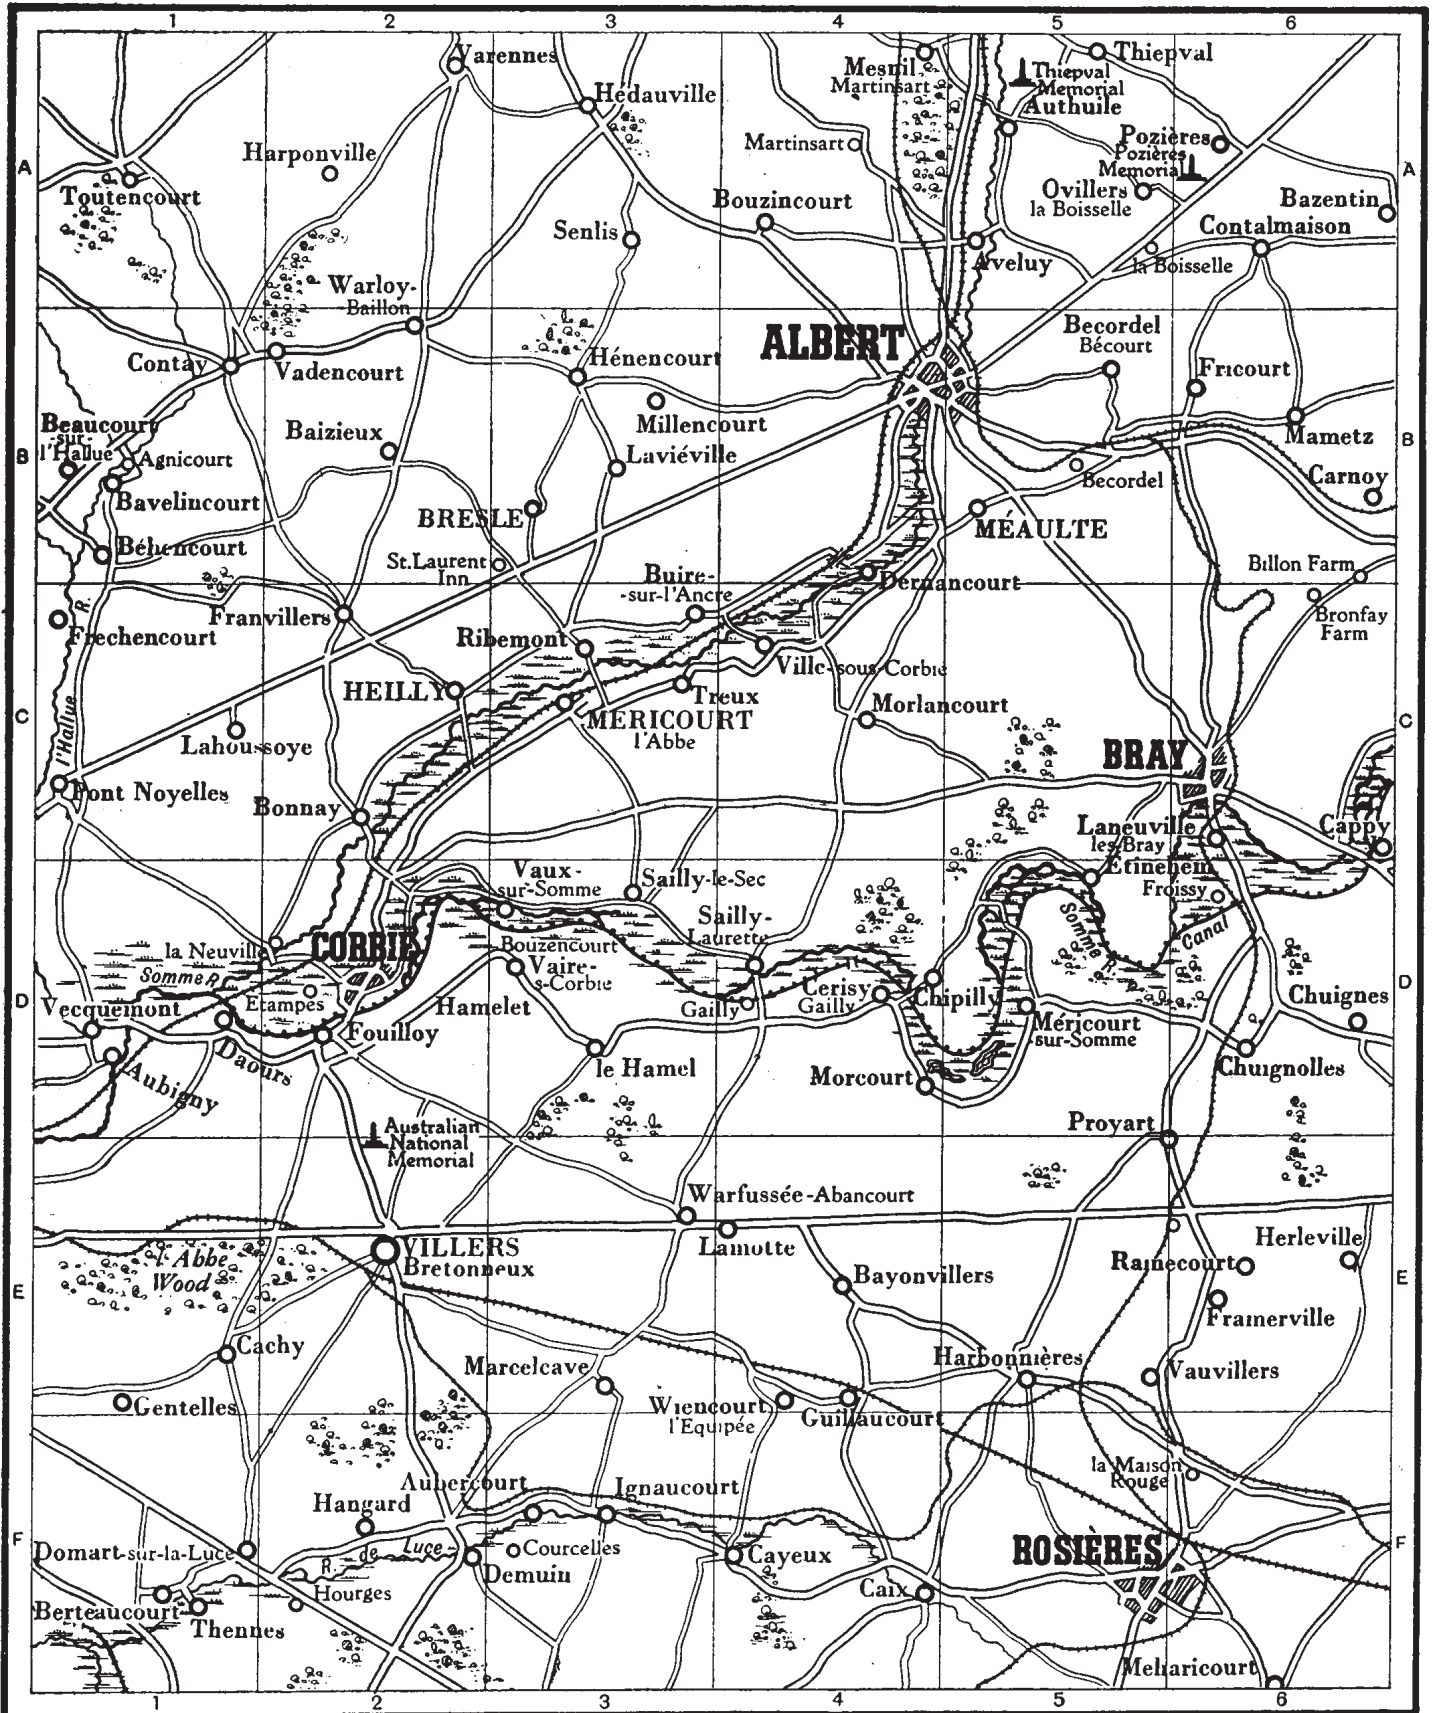 1 2 3 4 5 6
Varennes
Mesnil
Martinsart
Thiepval
Thiepval
Memorial
Hédauville
Authuile
Martinsart
Pozières
Pozières
Memorial
Harponville
A
A
Toutencourt
Bouzincourt
Ovillers
la Boisselle
Bazentin
Senlis
Contalmaison
Aveluy
la Boisselle
Warloy-
Baillon
ALBERT
Becordel
Bécourt
Contay
Vadencourt
Hénencourt
Fricourt
Millencourt
Beaucourt
-sur-
l'Hallue
Baizieux
Mametz
B
B
Agnicourt
Laviéville
Becordel
Carnoy
Bavelincourt
BRESLE
MÉAULTE
Béhencourt
St. Laurent
Inn
Billon Farm
Buire-
-sur-l'Ancre
Dernancourt
R.
Franvillers
Bronfay
Farm
Frechencourt
Ribemont
Ville-sous-Corbie
HEILLY
Treux
l'Hallue
MÉRICOURT
l'Abbe
Morlancourt
C
C
Lahoussoye
BRAY
Pont Noyelles
Bonnay
Laneuville
les-Bray
Cappy
Vaux-
-sur-Somme
Sailly-le-Sec
Etinehem
Froissy
Sailly-
Laurette
Somme R.
Canal
la Neuville
CORBIE
Bouzencourt
Vaire-
s-Corbie
Somme R.
Etampes
Cerisy
Gailly
Chipilly
D
D
Vecquemont
Hamelet
Gailly
Chuignes
Fouilloy
Méricourt
-sur-Somme
Daours
le Hamel
Chuignolles
Aubigny
Morcourt
Australian
National
Memorial
Proyart
Warfussée-Abancourt
VILLERS
Bretonneux
Lamotte
Herleville
l'Abbe
Wood
Rainecourt
Bayonvillers
E
E
Framerville
Cachy
Marcelcave
Harbonnières
Vauvillers
Gentelles
Wiencourt
l'Equipée
Guillaucourt
la Maison
Rouge
Aubercourt
Ignaucourt
Hangard
F
F
Domart-sur-la-Luce
R. de Luce
Courcelles
Cayeux
ROSIÈRES
Demuin
Hourges
Caix
Berteaucourt
Thennes
Meharicourt
1 2 3 4 5 6